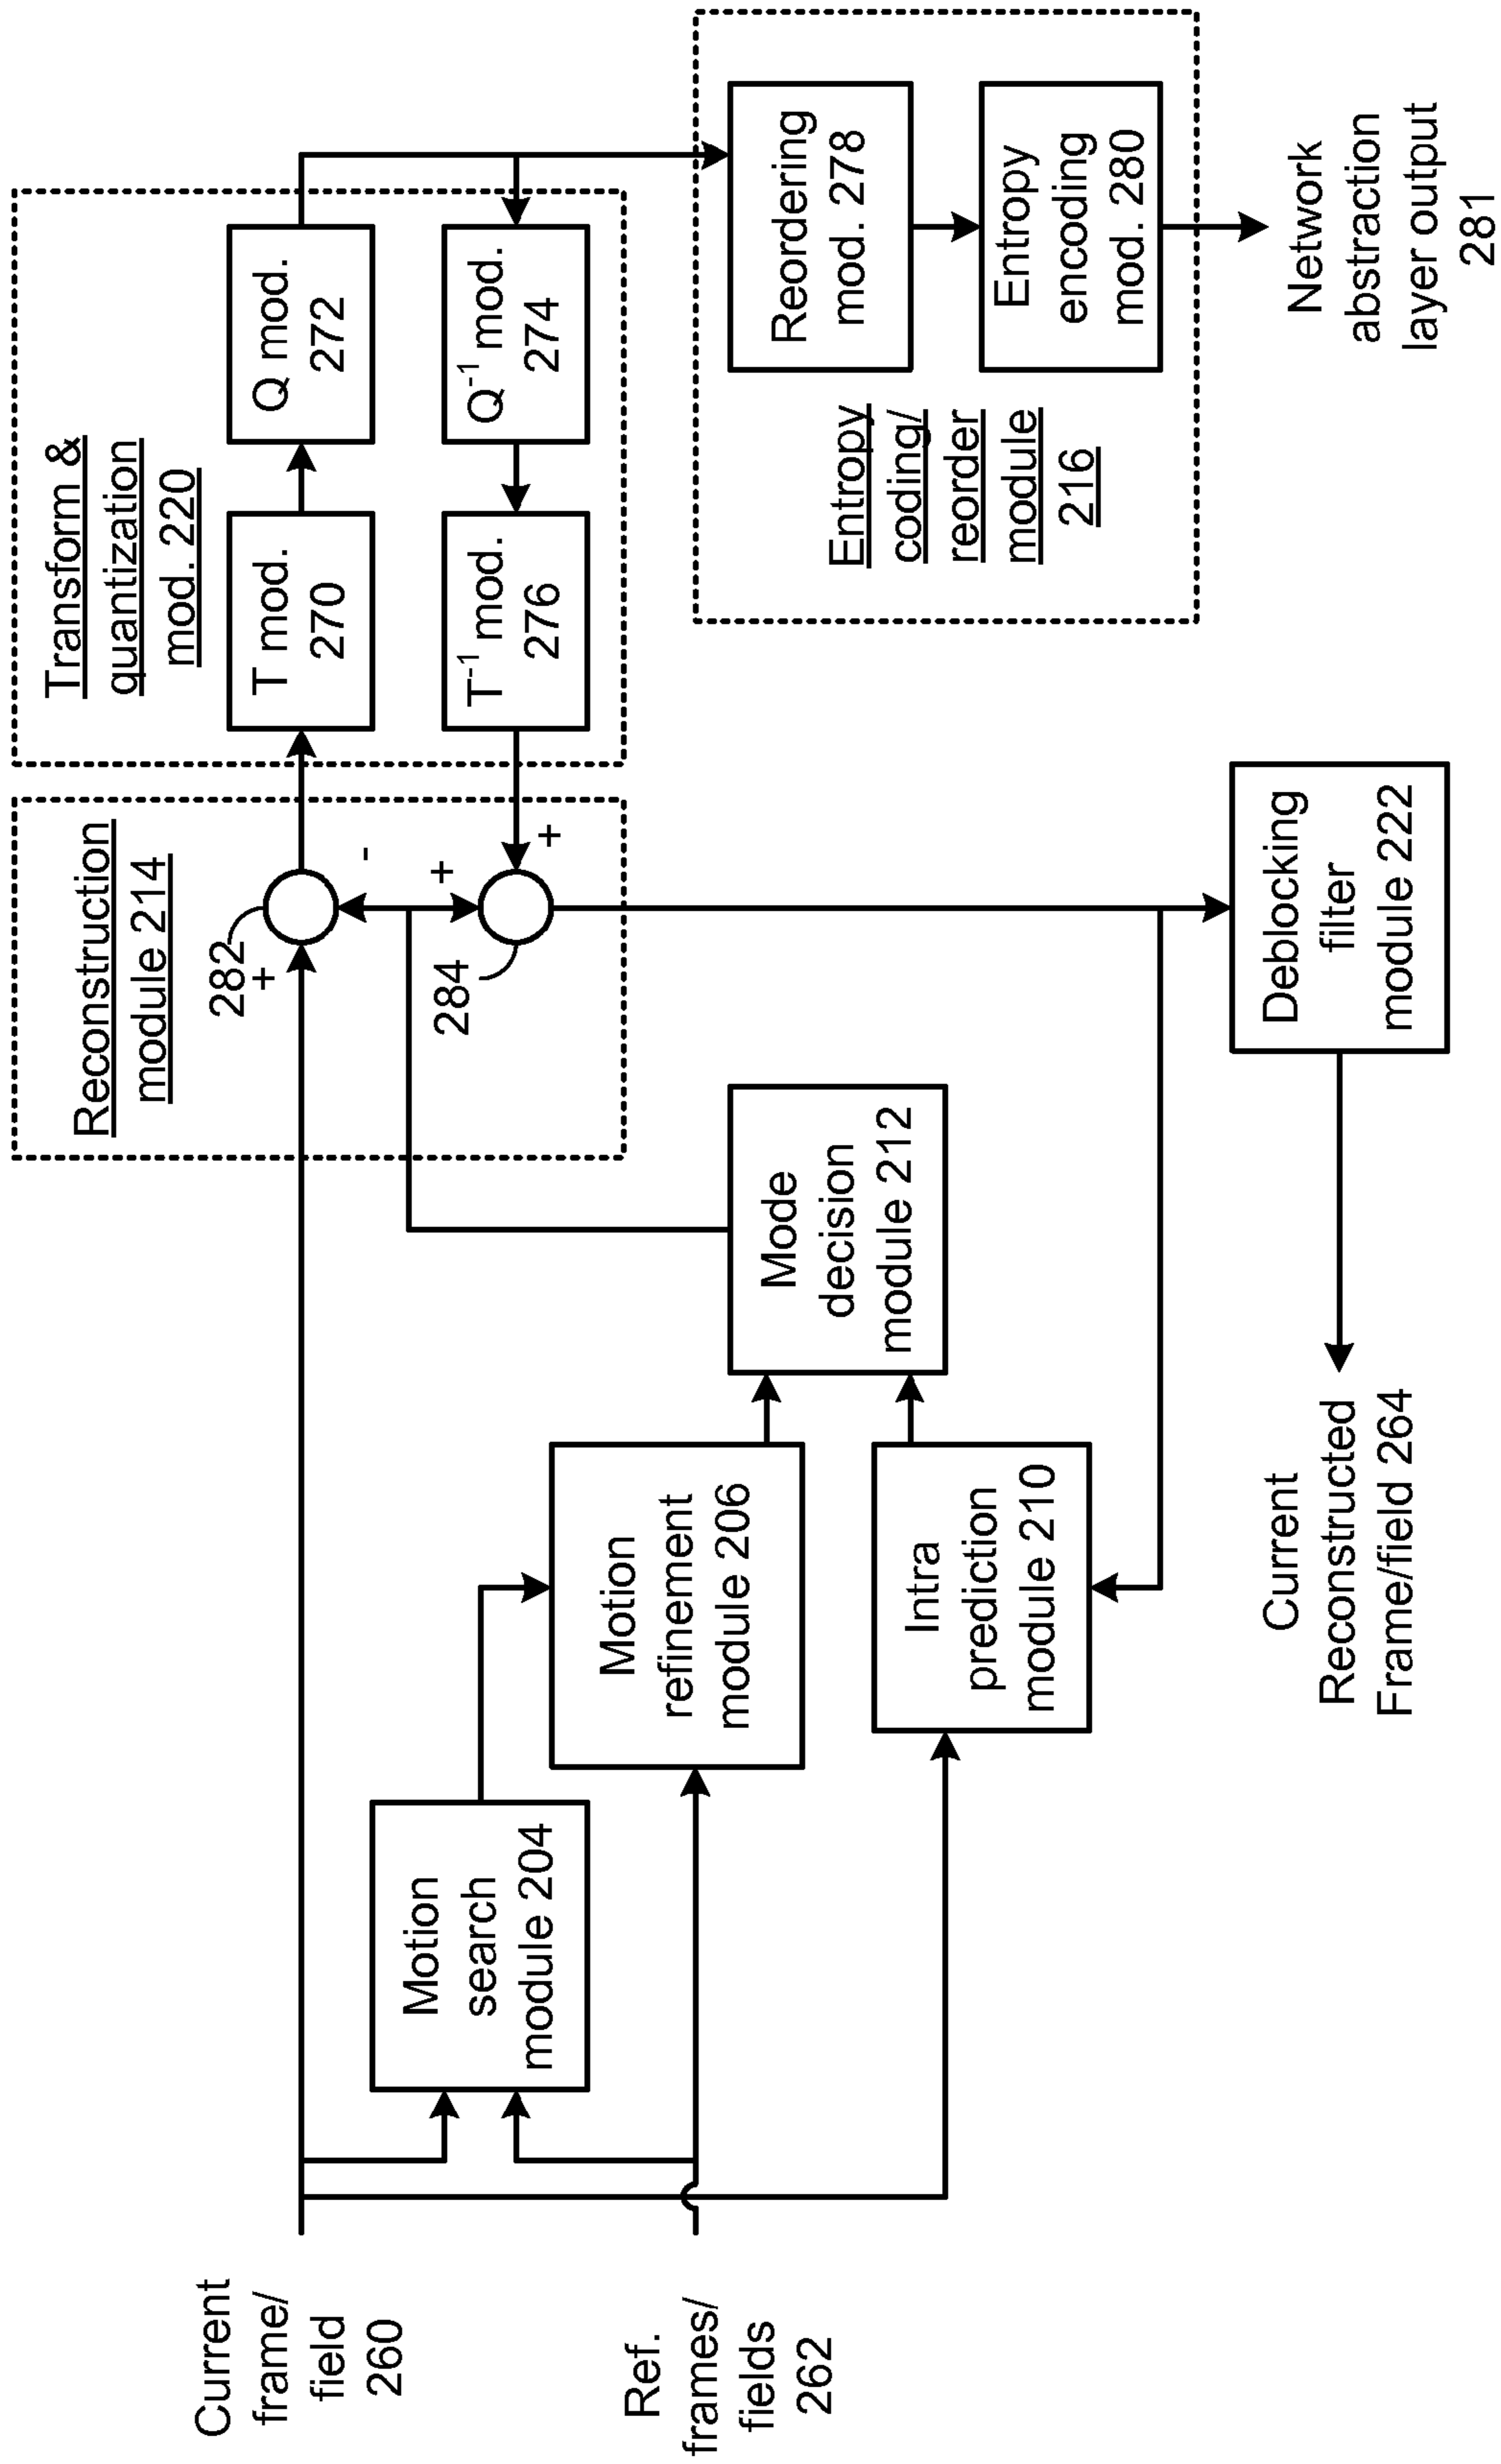 Current
frame/
field
260
Ref.
frames/
fields
262
Motion
search
module 204
Motion
refinement
module 206
Intra
prediction
module 210
Mode
decision
module 212
Reconstruction
module 214
282
+
-
+
284
+
Transform &
quantization
mod. 220
T mod.
270
Q mod.
272
T-1 mod.
276
Q-1 mod.
274
Entropy
coding/
reorder
module
216
Reordering
mod. 278
Entropy
encoding
mod. 280
Network
abstraction
layer output
281
Deblocking
filter
module 222
Current
Reconstructed
Frame/field 264